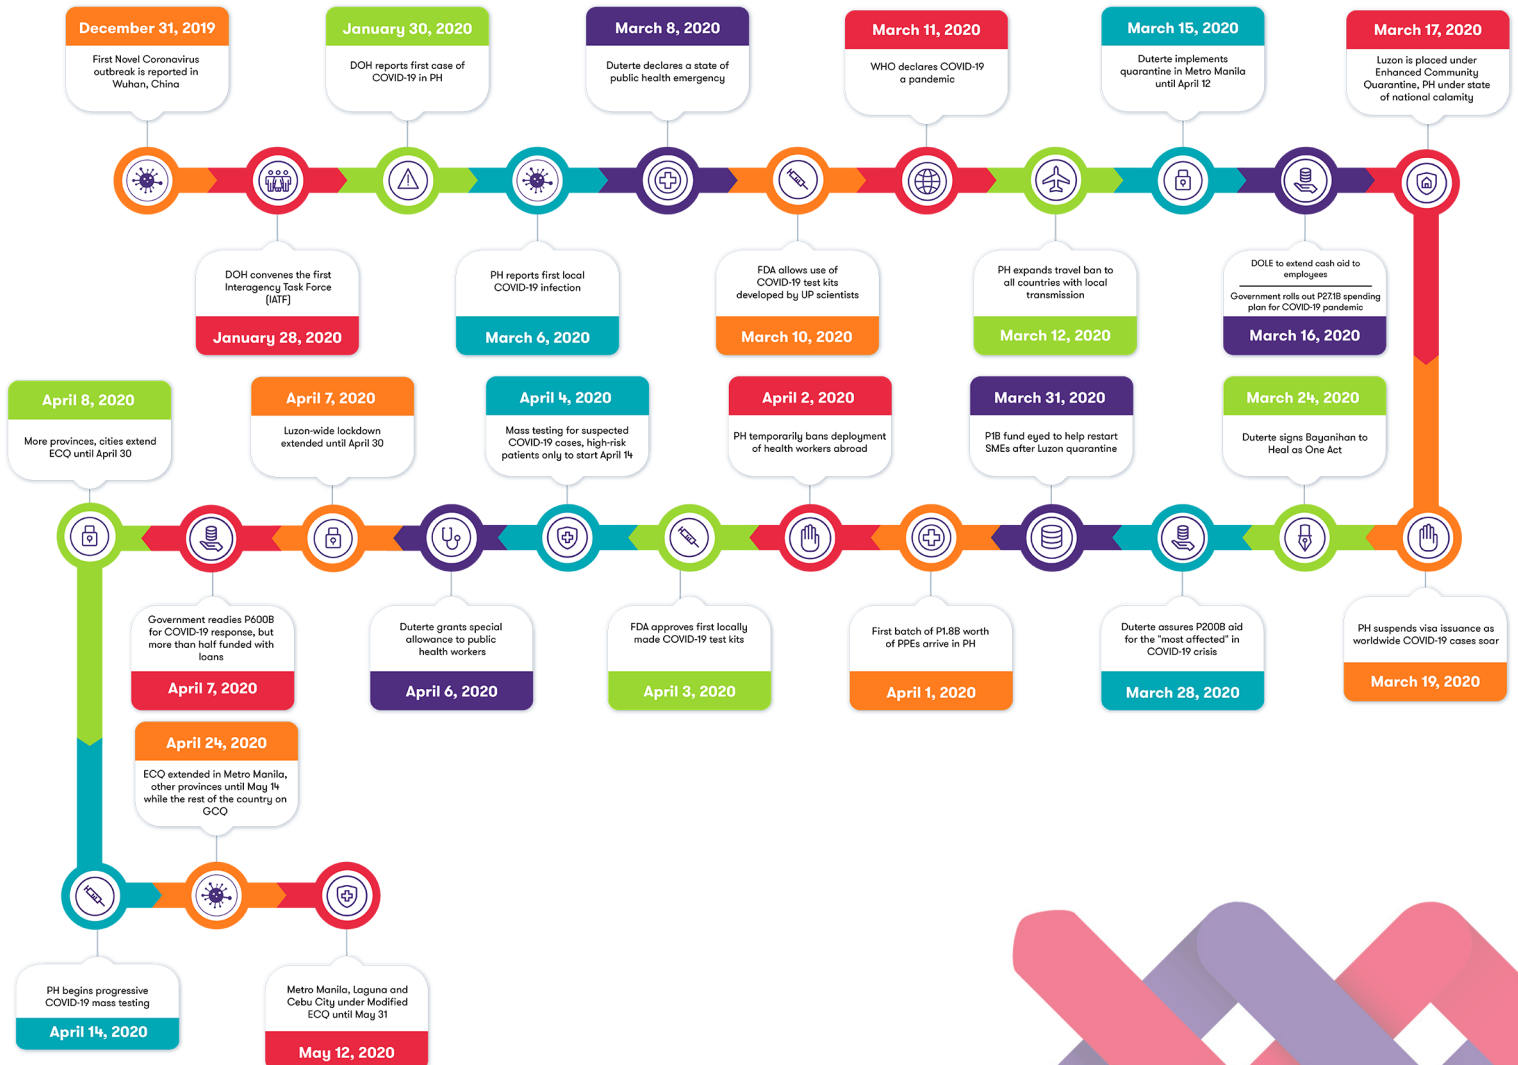 December 31, 2019
First Novel Coronavirus
outbreak is reported in
Wuhan, China
January 28, 2020
DOH convenes the first
Interagency Task Force
(IATF)
January 30, 2020
DOH reports first case of
COVID-19 in PH
March 6, 2020
PH reports first local
COVID-19 infection
March 8, 2020
Duterte declares a state of
public health emergency
March 10, 2020
FDA allows use of
COVID-19 test kits
developed by UP scientists
March 11, 2020
WHO declares COVID-19
a pandemic
March 12, 2020
PH expands travel ban to
all countries with local
transmission
March 15, 2020
Duterte implements
quarantine in Metro Manila
until April 12
March 16, 2020
DOLE to extend cash aid to
employees
Government rolls out P27.1B spending
plan for COVID-19 pandemic
March 17, 2020
Luzon is placed under
Enhanced Community
Quarantine, PH under state
of national calamity
PH suspends visa issuance as
worldwide COVID-19 cases soar
March 19, 2020
March 24, 2020
Duterte signs Bayanihan to
Heal as One Act
Duterte assures P200B aid
for the "most affected" in
COVID-19 crisis
March 28, 2020
March 31, 2020
P1B fund eyed to help restart
SMEs after Luzon quarantine
First batch of P1.8B worth
of PPEs arrive in PH
April 1, 2020
April 2, 2020
PH temporarily bans deployment
of health workers abroad
FDA approves first locally
made COVID-19 test kits
April 3, 2020
April 4, 2020
Mass testing for suspected
COVID-19 cases, high-risk
patients only to start April 14
Duterte grants special
allowance to public
health workers
April 6, 2020
April 7, 2020
Luzon-wide lockdown
extended until April 30
Government readies P600B
for COVID-19 response, but
more than half funded with
loans
April 7, 2020
April 8, 2020
More provinces, cities extend
ECQ until April 30
PH begins progressive
COVID-19 mass testing
April 14, 2020
April 24, 2020
ECQ extended in Metro Manila,
other provinces until May 14
while the rest of the country on
GCQ
Metro Manila, Laguna and
Cebu City under Modified
ECQ until May 31
May 12, 2020